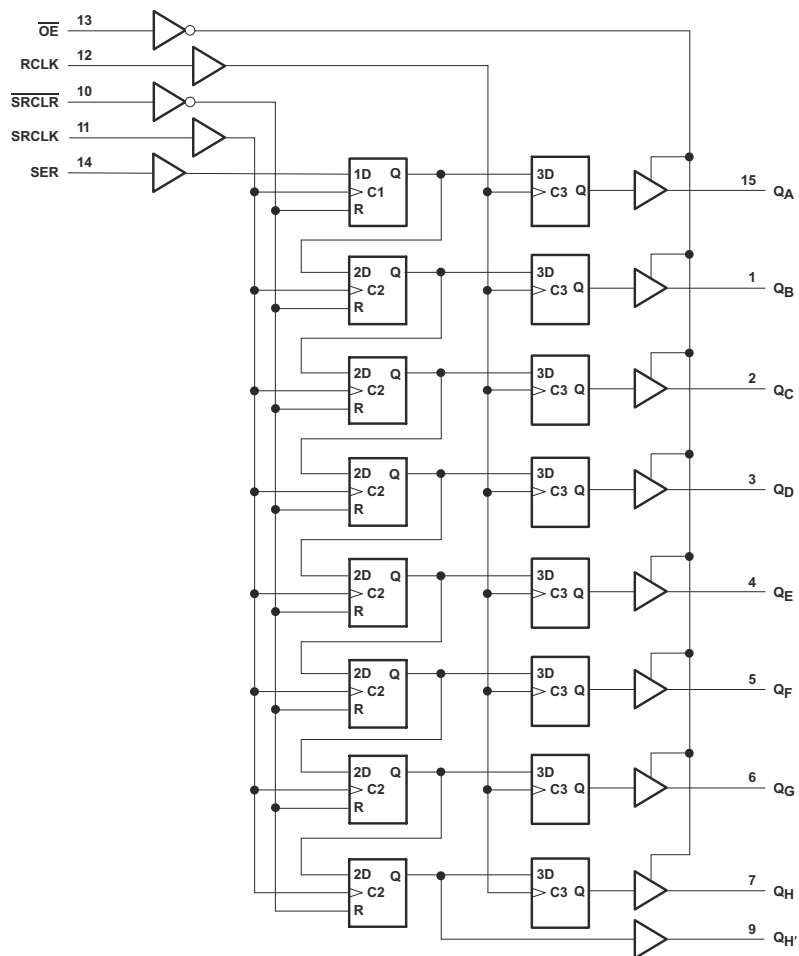 OE 13
RCLK 12
SRCLR 10
SRCLK 11
SER 14
1D Q
C1
R
3D
C3 Q
15 QA
2D Q
C2
R
3D
C3 Q
1 QB
2D Q
C2
R
3D
C3 Q
2 QC
2D Q
C2
R
3D
C3 Q
3 QD
2D Q
C2
R
3D
C3 Q
4 QE
2D Q
C2
R
3D
C3 Q
5 QF
2D Q
C2
R
3D
C3 Q
6 QG
2D Q
C2
R
3D
C3 Q
7 QH
9 QH′